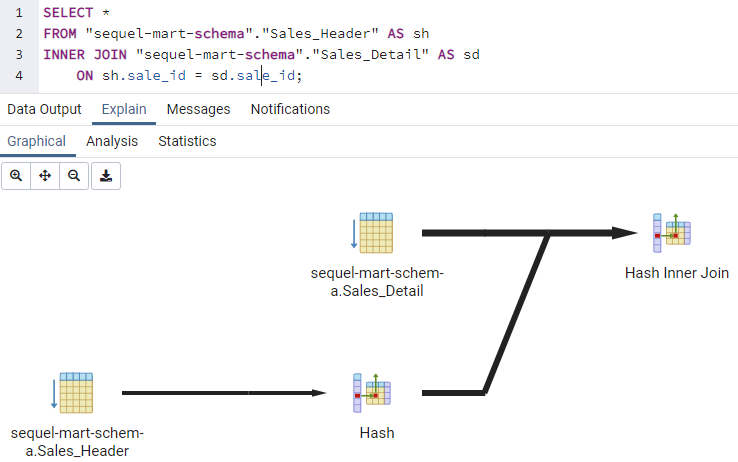 1 SELECT *
2 FROM "sequel-mart-schema"."Sales_Header" AS sh
3 INNER JOIN "sequel-mart-schema"."Sales_Detail" AS sd
4 ON sh.sale_id = sd.sale_id;
Data Output Explain Messages Notifications
Graphical Analysis Statistics
sequel-mart-schem-
a.Sales_Detail
Hash Inner Join
sequel-mart-schem-
a.Sales_Header
Hash